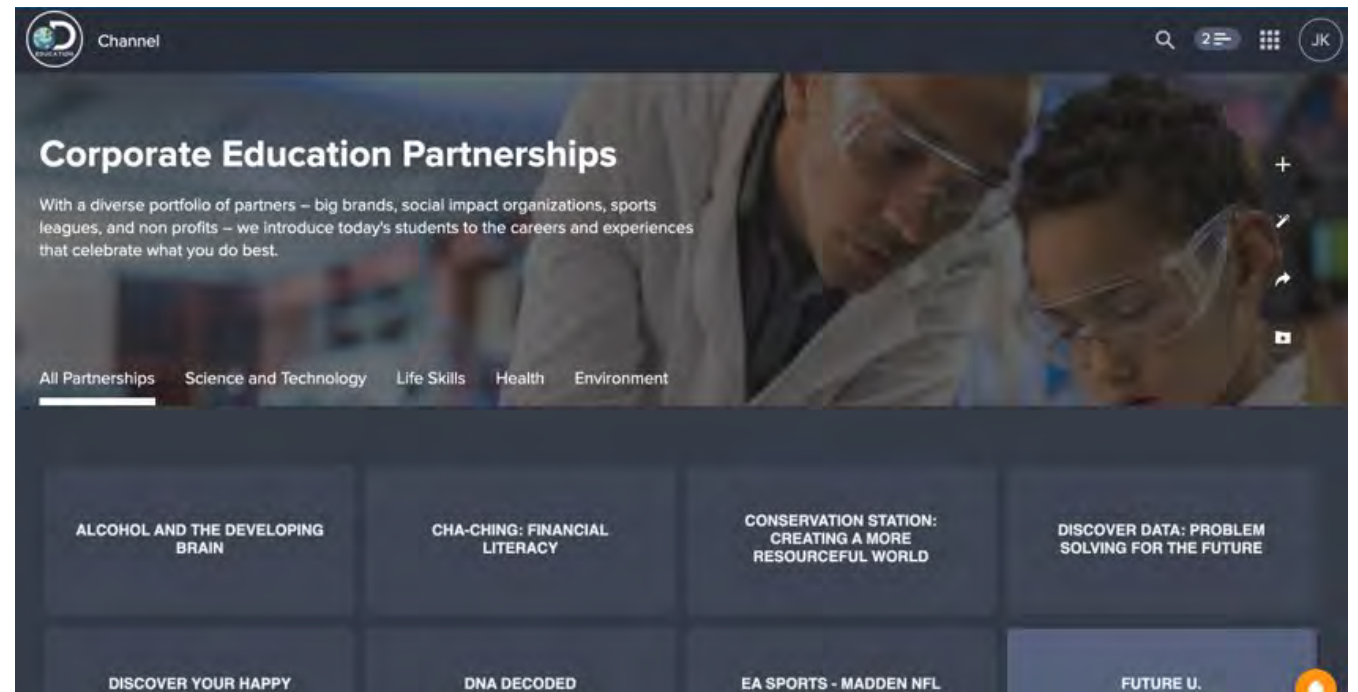 EDUCATION
Channel
2
JK
Corporate Education Partnerships
With a diverse portfolio of partners – big brands, social impact organizations, sports
leagues, and non profits – we introduce today's students to the careers and experiences
that celebrate what you do best.
All Partnerships Science and Technology Life Skills Health Environment
ALCOHOL AND THE DEVELOPING
BRAIN
CHA-CHING: FINANCIAL
LITERACY
CONSERVATION STATION:
CREATING A MORE
RESOURCEFUL WORLD
DISCOVER DATA: PROBLEM
SOLVING FOR THE FUTURE
DISCOVER YOUR HAPPY
DNA DECODED
EA SPORTS - MADDEN NFL
FUTURE U.